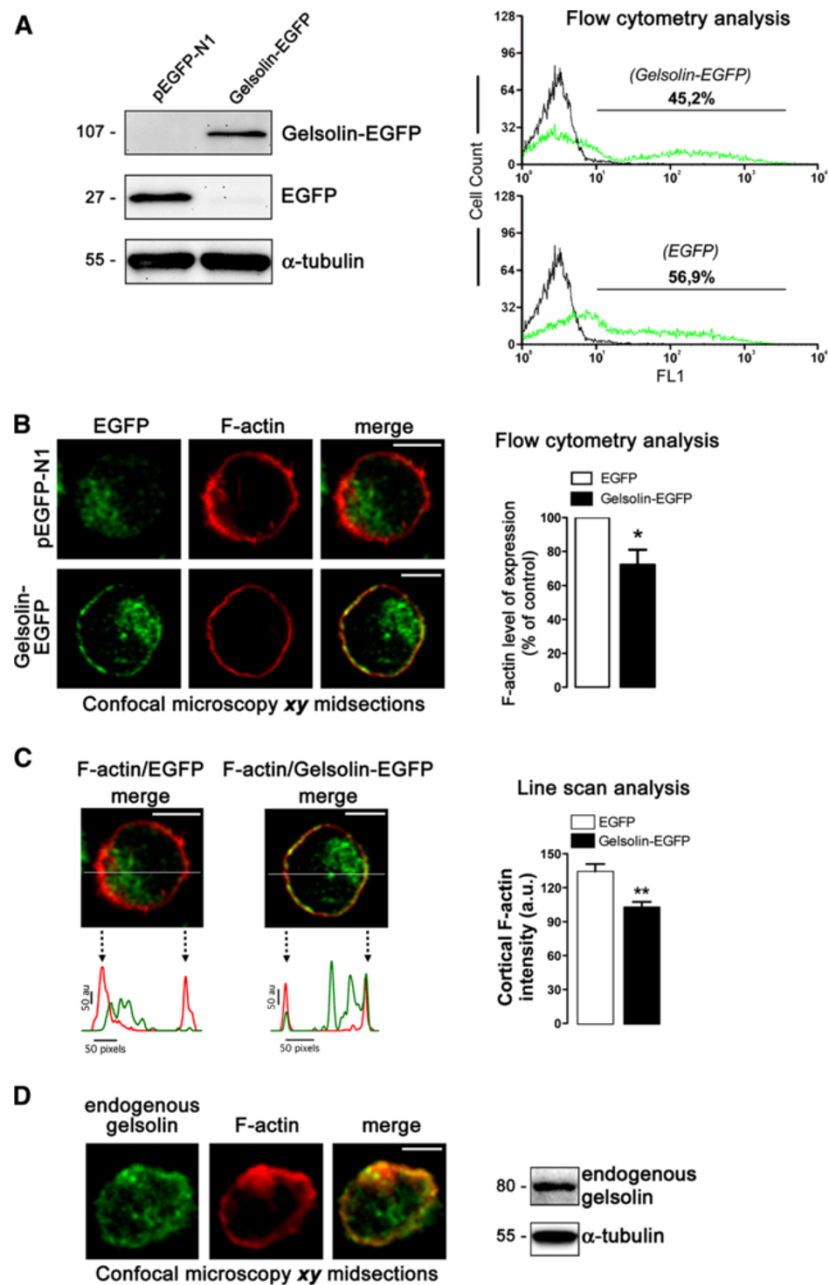 A
pEGFP-N1
Gelsolin-EGFP
107 -
Gelsolin-EGFP
27 -
EGFP
55 -
α-tubulin
Flow cytometry analysis
Cell Count
128
96
64
32
0
(Gelsolin-EGFP)
45,2%
10⁰ 10¹ 10² 10³ 10⁴
128
96
64
32
0
(EGFP)
56,9%
10⁰ 10¹ 10² 10³ 10⁴
FL1
B
EGFP
F-actin
merge
pEGFP-N1
Gelsolin-
EGFP
Confocal microscopy xy midsections
Flow cytometry analysis
EGFP
Gelsolin-EGFP
F-actin level of expression
(% of control)
100
80
60
40
20
0
*
C
F-actin/EGFP
merge
F-actin/Gelsolin-EGFP
merge
50 au
50 pixels
50 au
50 pixels
Line scan analysis
EGFP
Gelsolin-EGFP
Cortical F-actin
intensity (a.u.)
150
120
90
60
30
0
**
D
endogenous
gelsolin
F-actin
merge
Confocal microscopy xy midsections
80 -
endogenous
gelsolin
55 -
α-tubulin